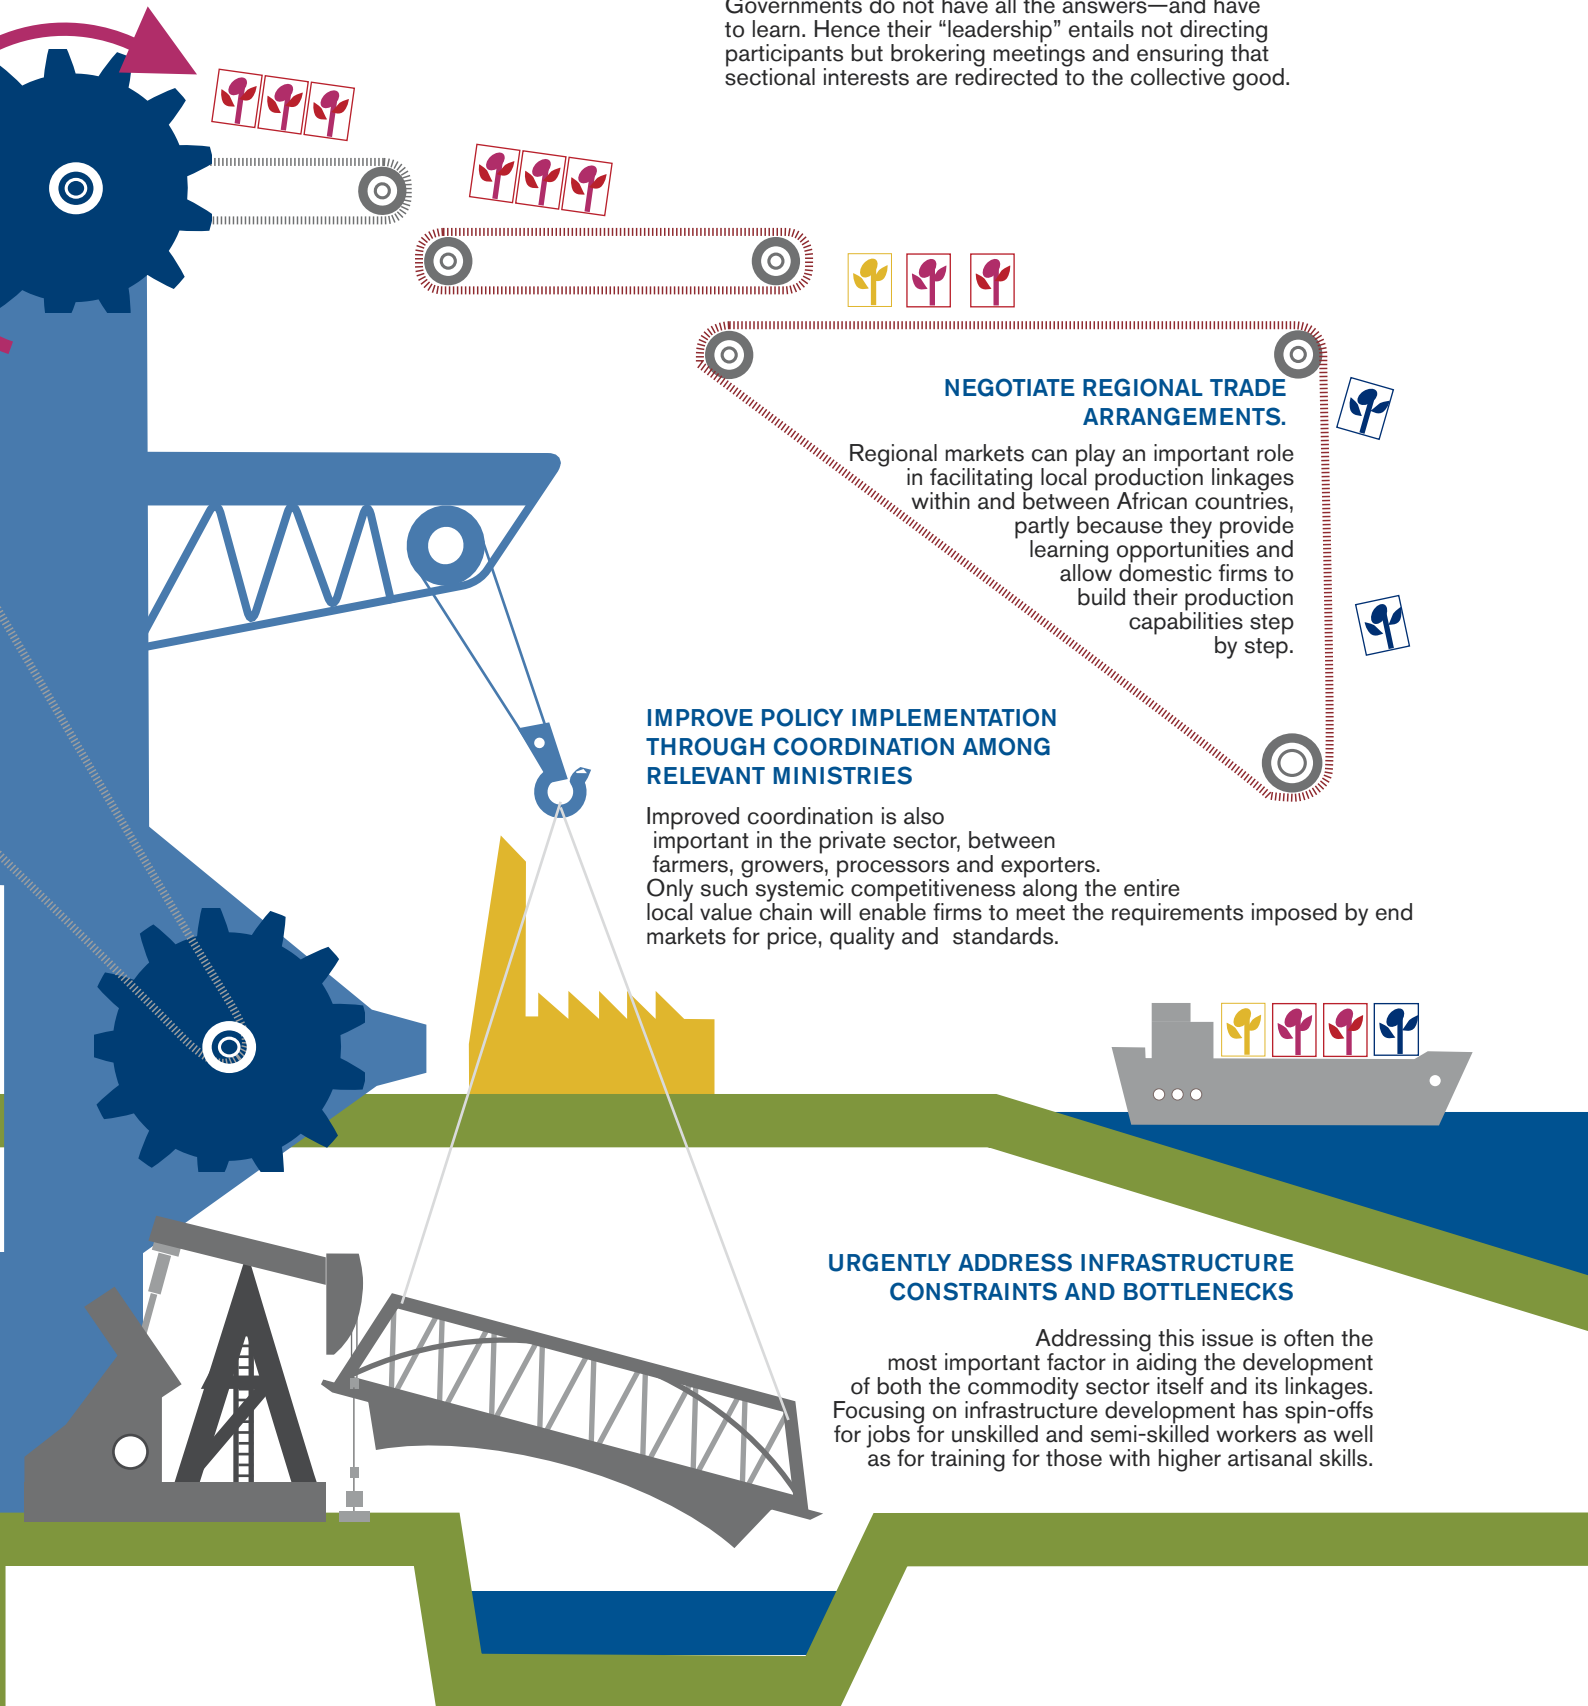 Governments do not have all the answers—and have
to learn. Hence their “leadership” entails not directing
participants but brokering meetings and ensuring that
sectional interests are redirected to the collective good.
NEGOTIATE REGIONAL TRADE
ARRANGEMENTS.
Regional markets can play an important role
in facilitating local production linkages
within and between African countries,
partly because they provide
learning opportunities and
allow domestic firms to
build their production
capabilities step
by step.
IMPROVE POLICY IMPLEMENTATION
THROUGH COORDINATION AMONG
RELEVANT MINISTRIES
Improved coordination is also
important in the private sector, between
farmers, growers, processors and exporters.
Only such systemic competitiveness along the entire
local value chain will enable firms to meet the requirements imposed by end
markets for price, quality and standards.
URGENTLY ADDRESS INFRASTRUCTURE
CONSTRAINTS AND BOTTLENECKS
Addressing this issue is often the
most important factor in aiding the development
of both the commodity sector itself and its linkages.
Focusing on infrastructure development has spin-offs
for jobs for unskilled and semi-skilled workers as well
as for training for those with higher artisanal skills.